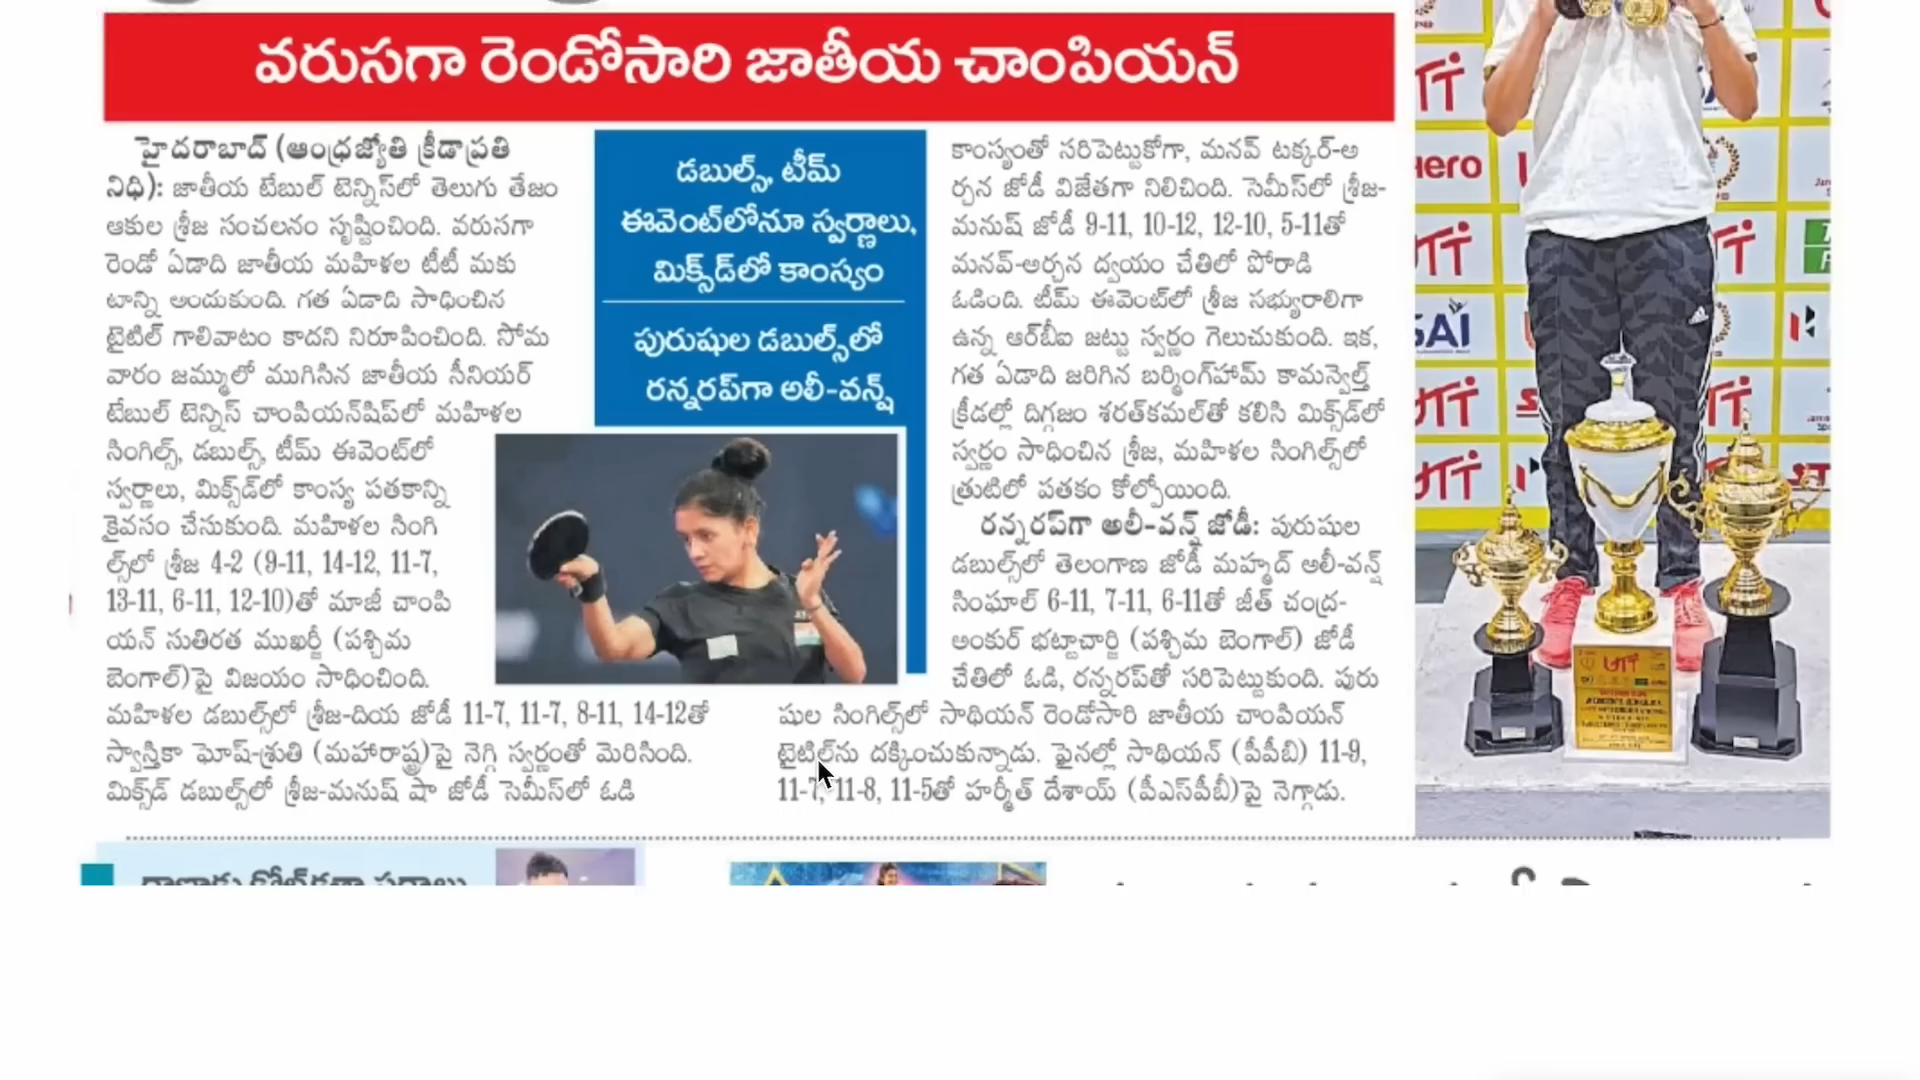 వరుసగా రెండోసారి జాతీయ చాంపియన్
హైదరాబాద్ (ఆంధ్రజ్యోతి క్రీడాప్రతి
నిధి): జాతీయ టేబుల్ టెన్నిస్‌లో తెలుగు తేజం
ఆకుల శ్రీజ సంచలనం సృష్టించింది. వరుసగా
రెండో ఏడాది జాతీయ మహిళల టీటీ మకు
టాన్ని అందుకుంది. గత ఏడాది సాధించిన
టైటిల్ గాలివాటం కాదని నిరూపించింది. సోమ
వారం జమ్ములో ముగిసిన జాతీయ సీనియర్
టేబుల్ టెన్నిస్ చాంపియన్‌షిప్‌లో మహిళల
సింగిల్స్, డబుల్స్, టీమ్ ఈవెంట్‌లో
స్వర్ణాలు, మిక్స్‌డ్‌లో కాంస్య పతకాన్ని
కైవసం చేసుకుంది. మహిళల సింగి
ల్స్‌లో శ్రీజ 4-2 (9-11, 14-12, 11-7,
13-11, 6-11, 12-10)తో మాజీ చాంపి
యన్ సుతిరత ముఖర్జీ (పశ్చిమ
బెంగాల్)పై విజయం సాధించింది.
మహిళల డబుల్స్‌లో శ్రీజ-దియ జోడీ 11-7, 11-7, 8-11, 14-12తో
స్వాస్తికా ఘోష్-శ్రుతి (మహారాష్ట్ర)పై నెగ్గి స్వర్ణంతో మెరిసింది.
మిక్స్‌డ్ డబుల్స్‌లో శ్రీజ-మనుష్ షా జోడీ సెమీస్‌లో ఓడి
డబుల్స్, టీమ్
ఈవెంట్‌లోనూ స్వర్ణాలు,
మిక్స్‌డ్‌లో కాంస్యం
పురుషుల డబుల్స్‌లో
రన్నరప్‌గా అలీ-వన్ష్
కాంస్యంతో సరిపెట్టుకోగా, మనవ్ టక్కర్-అ
ర్చన జోడీ విజేతగా నిలిచింది. సెమీస్‌లో శ్రీజ-
మనుష్ జోడీ 9-11, 10-12, 12-10, 5-11తో
మనవ్-అర్చన ద్వయం చేతిలో పోరాడి
ఓడింది. టీమ్ ఈవెంట్‌లో శ్రీజ సభ్యురాలిగా
ఉన్న ఆర్‌బీఐ జట్టు స్వర్ణం గెలుచుకుంది. ఇక,
గత ఏడాది జరిగిన బర్మింగ్‌హామ్ కామన్వెల్త్
క్రీడల్లో దిగ్గజం శరత్‌కమల్‌తో కలిసి మిక్స్‌డ్‌లో
స్వర్ణం సాధించిన శ్రీజ, మహిళల సింగిల్స్‌లో
త్రుటిలో పతకం కోల్పోయింది.
రన్నరప్‌గా అలీ-వన్ష్ జోడీ: పురుషుల
డబుల్స్‌లో తెలంగాణ జోడీ మహ్మద్ అలీ-వన్ష్
సింఘాల్ 6-11, 7-11, 6-11తో జీత్ చంద్ర-
అంకుర్ భట్టాచార్జి (పశ్చిమ బెంగాల్) జోడీ
చేతిలో ఓడి, రన్నరప్‌తో సరిపెట్టుకుంది. పురు
షుల సింగిల్స్‌లో సాథియన్ రెండోసారి జాతీయ చాంపియన్
టైటిల్‌ను దక్కించుకున్నాడు. ఫైనల్లో సాథియన్ (పీపీబి) 11-9,
11-7, 11-8, 11-5తో హర్మీత్ దేశాయ్ (పీఎస్‌పీబీ)పై నెగ్గాడు.
Hero
SAI
UTT